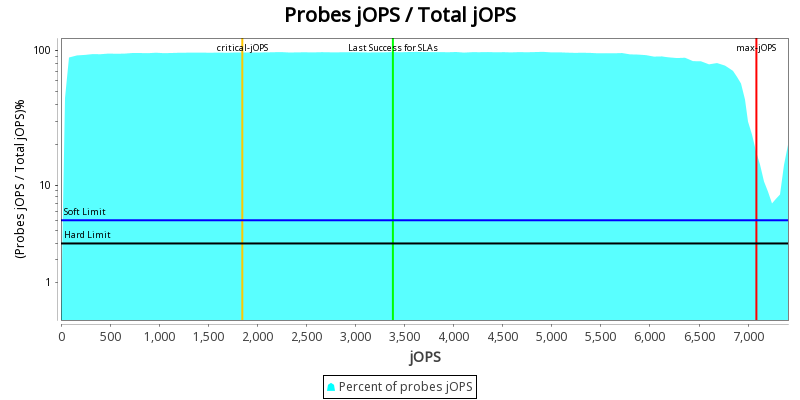 Probes jOPS / Total jOPS
(Probes jOPS / Total jOPS)%
100
10
1
critical-jOPS
Last Success for SLAs
max-jOPS
Soft Limit
Hard Limit
0 500 1,000 1,500 2,000 2,500 3,000 3,500 4,000 4,500 5,000 5,500 6,000 6,500 7,000
jOPS
Percent of probes jOPS